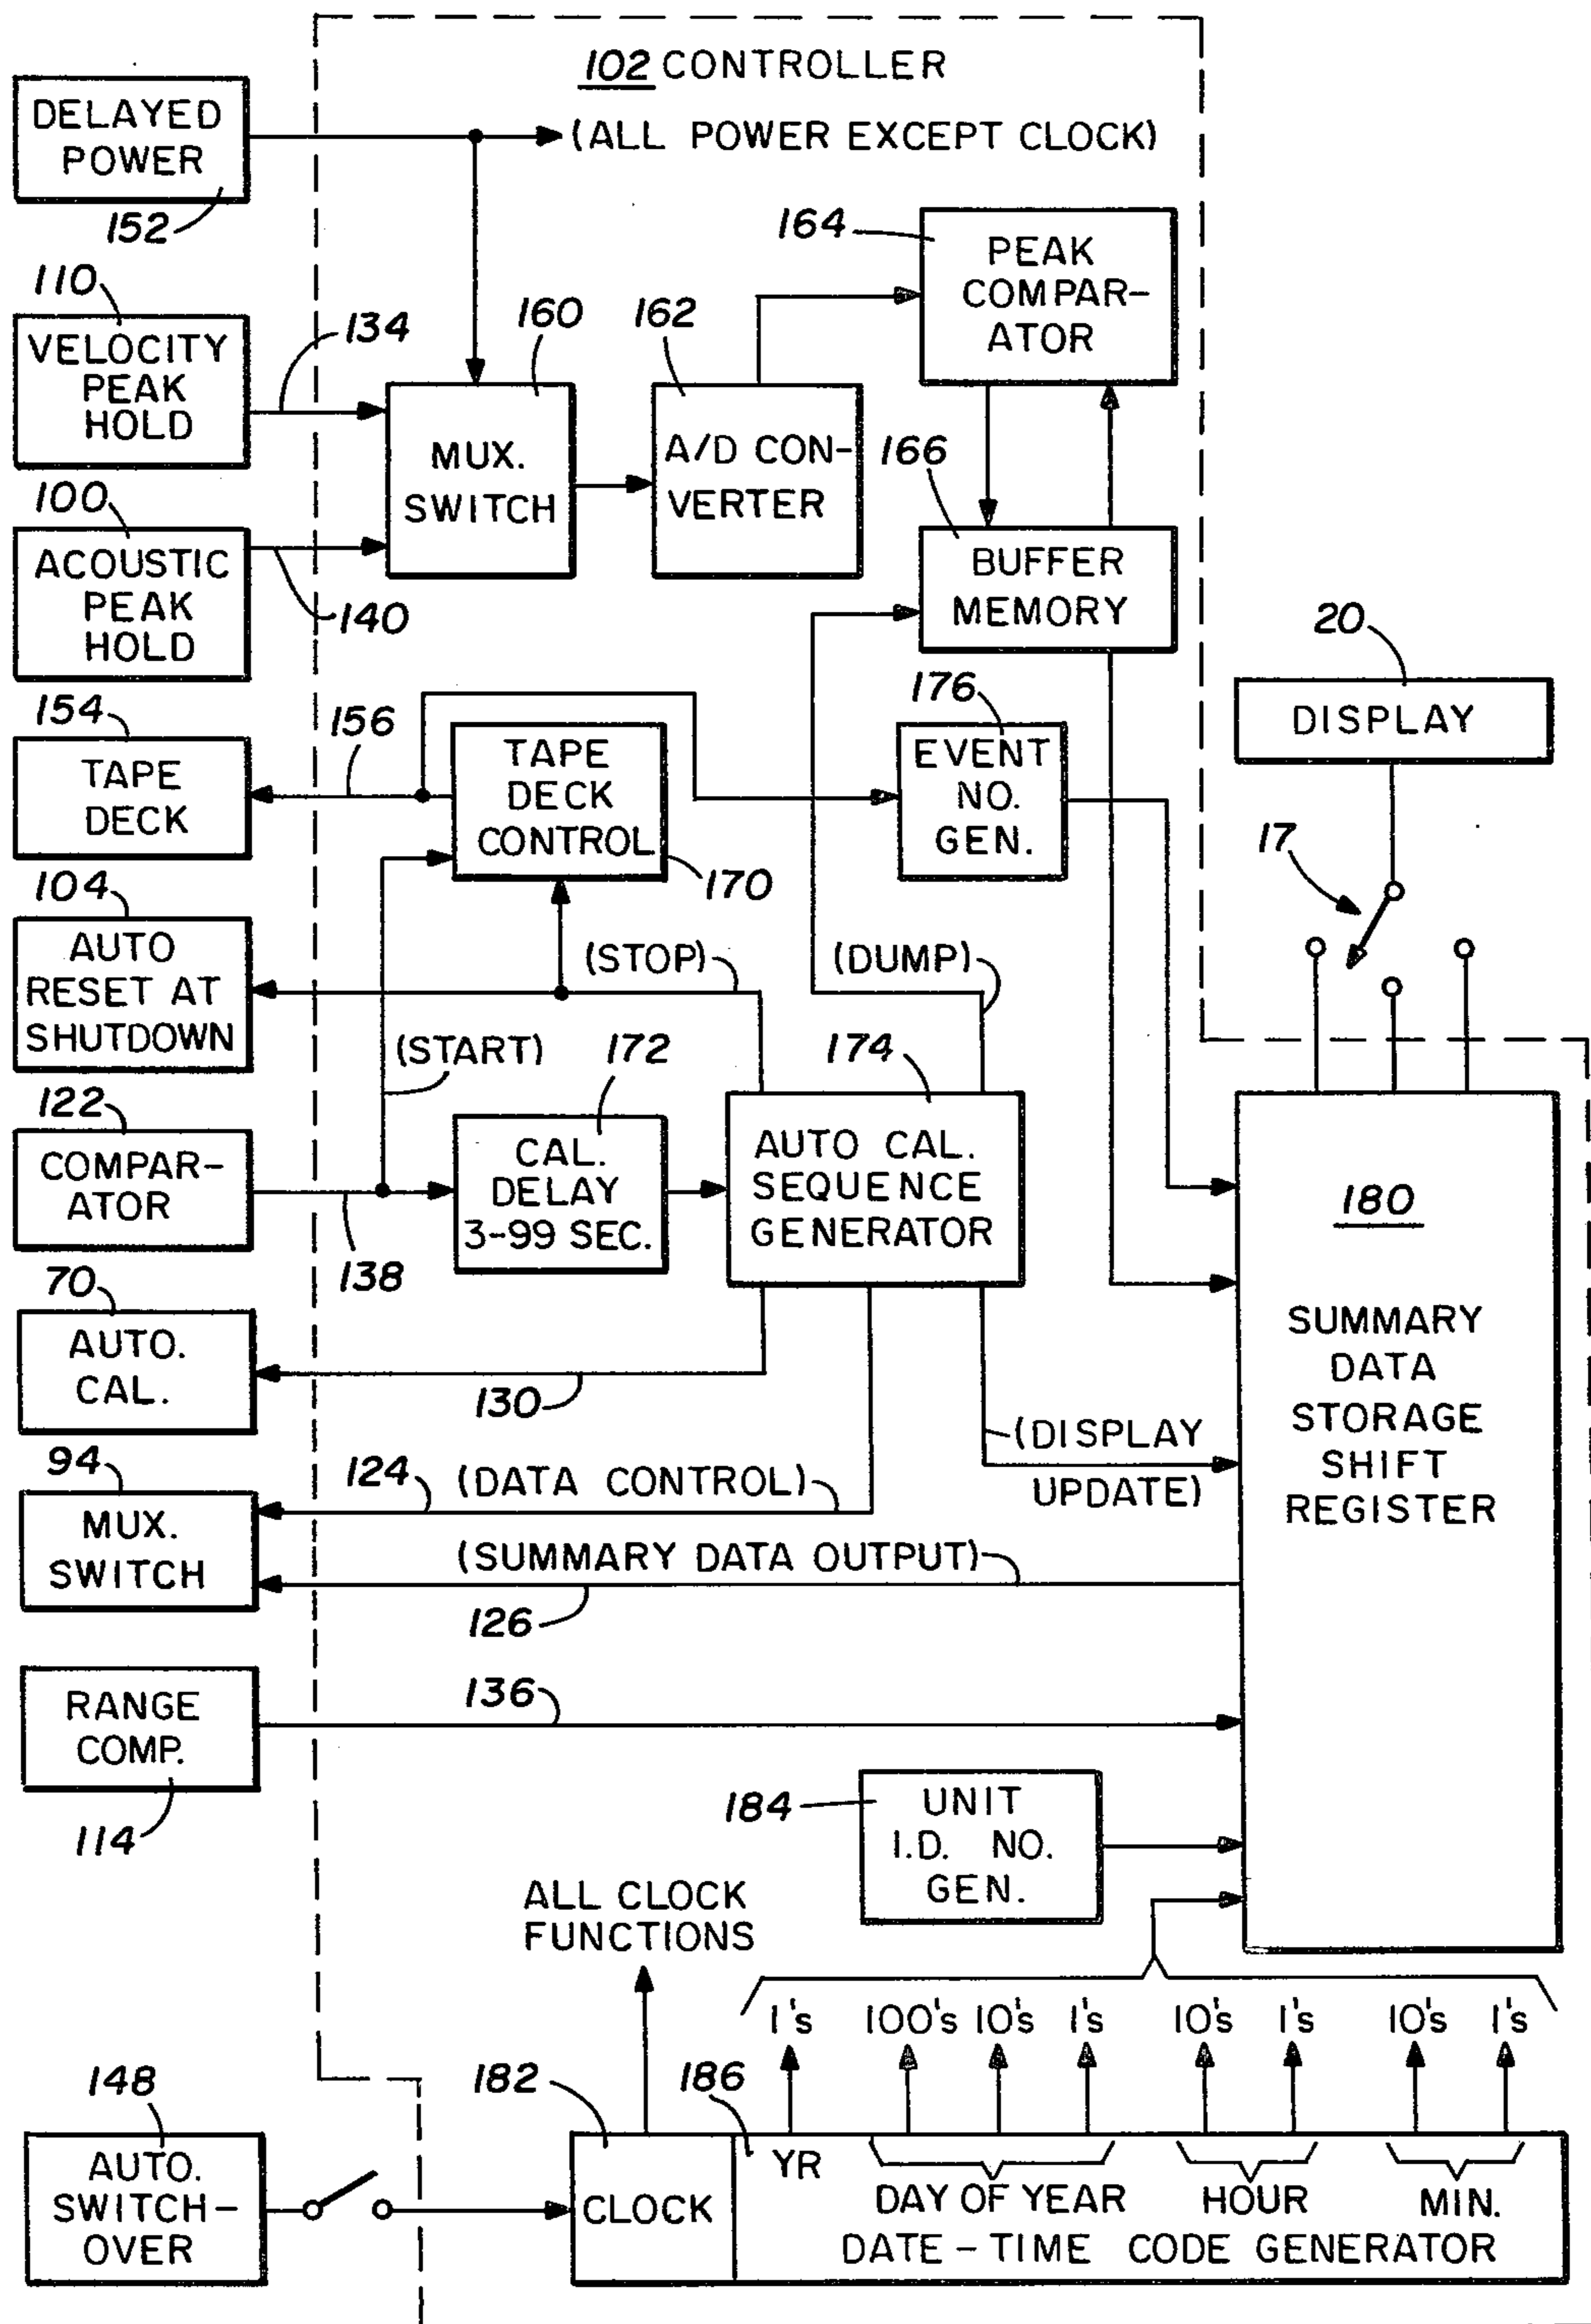 102 CONTROLLER
DELAYED
POWER
152
(ALL POWER EXCEPT CLOCK)
164
PEAK
COMPAR-
ATOR
110
VELOCITY
PEAK
HOLD
134
160
MUX.
SWITCH
162
A/D CON-
VERTER
166
BUFFER
MEMORY
100
ACOUSTIC
PEAK
HOLD
140
20
DISPLAY
154
TAPE
DECK
156
TAPE
DECK
CONTROL
170
176
EVENT
NO.
GEN.
17
104
AUTO
RESET AT
SHUTDOWN
(STOP)
(DUMP)
(START)
172
174
122
COMPAR-
ATOR
138
CAL.
DELAY
3-99 SEC.
AUTO CAL.
SEQUENCE
GENERATOR
180
SUMMARY
DATA
STORAGE
SHIFT
REGISTER
70
AUTO.
CAL.
130
(DISPLAY
UPDATE)
94
MUX.
SWITCH
124
(DATA CONTROL)
(SUMMARY DATA OUTPUT)
126
RANGE
COMP.
114
136
184
UNIT
I.D. NO.
GEN.
ALL CLOCK
FUNCTIONS
1's 100's 10's 1's 10's 1's 10's 1's
148
AUTO.
SWITCH-
OVER
182
CLOCK
186
YR
DAY OF YEAR HOUR MIN.
DATE-TIME CODE GENERATOR